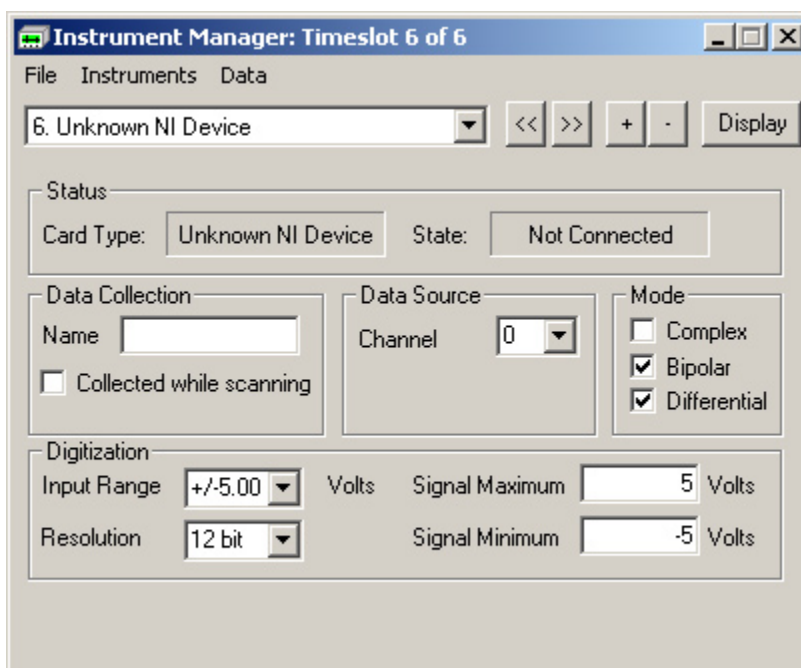 Instrument Manager: Timeslot 6 of 6
File Instruments Data
6. Unknown NI Device << >> + - Display
Status
Card Type: Unknown NI Device State: Not Connected
Data Collection
Name
Collected while scanning
Data Source
Channel 0
Mode
Complex
Bipolar
Differential
Digitization
Input Range +/-5.00 Volts Signal Maximum 5 Volts
Resolution 12 bit Signal Minimum -5 Volts